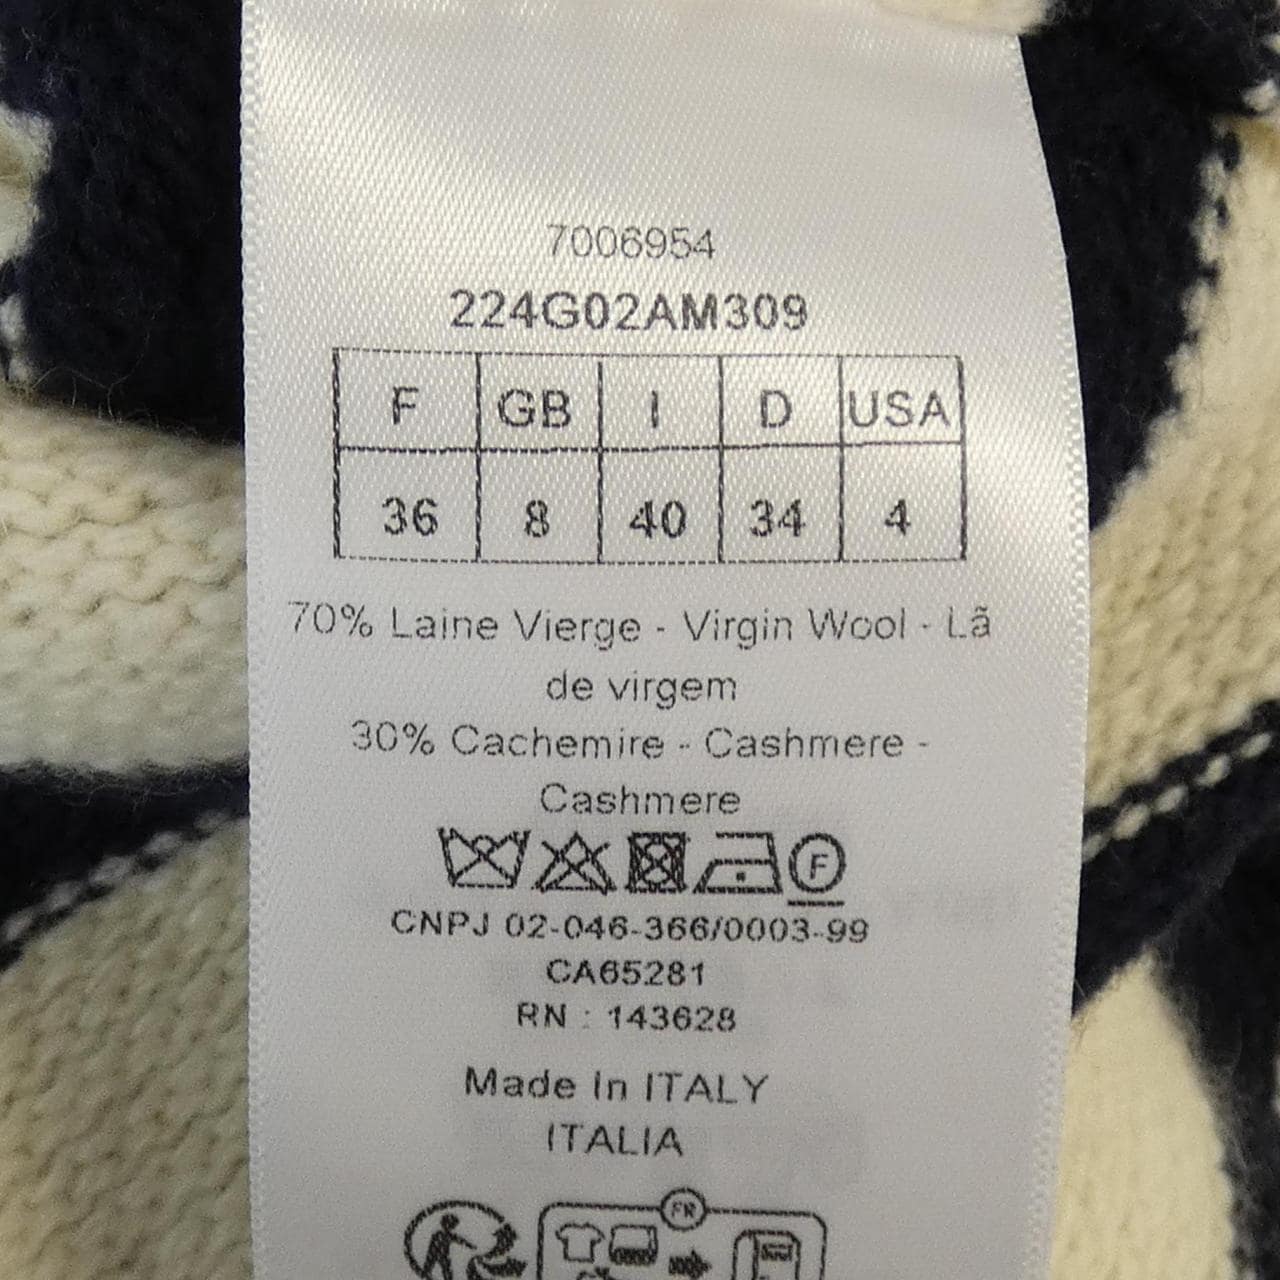 7006954
224G02AM309
F GB I D USA
36 8 40 34 4
70% Laine Vierge - Virgin Wool - Lã
de virgem
30% Cachemire - Cashmere -
Cashmere
F
CNPJ 02-046-366/0003-99
CA65281
RN : 143628
Made in ITALY
ITALIA
FR